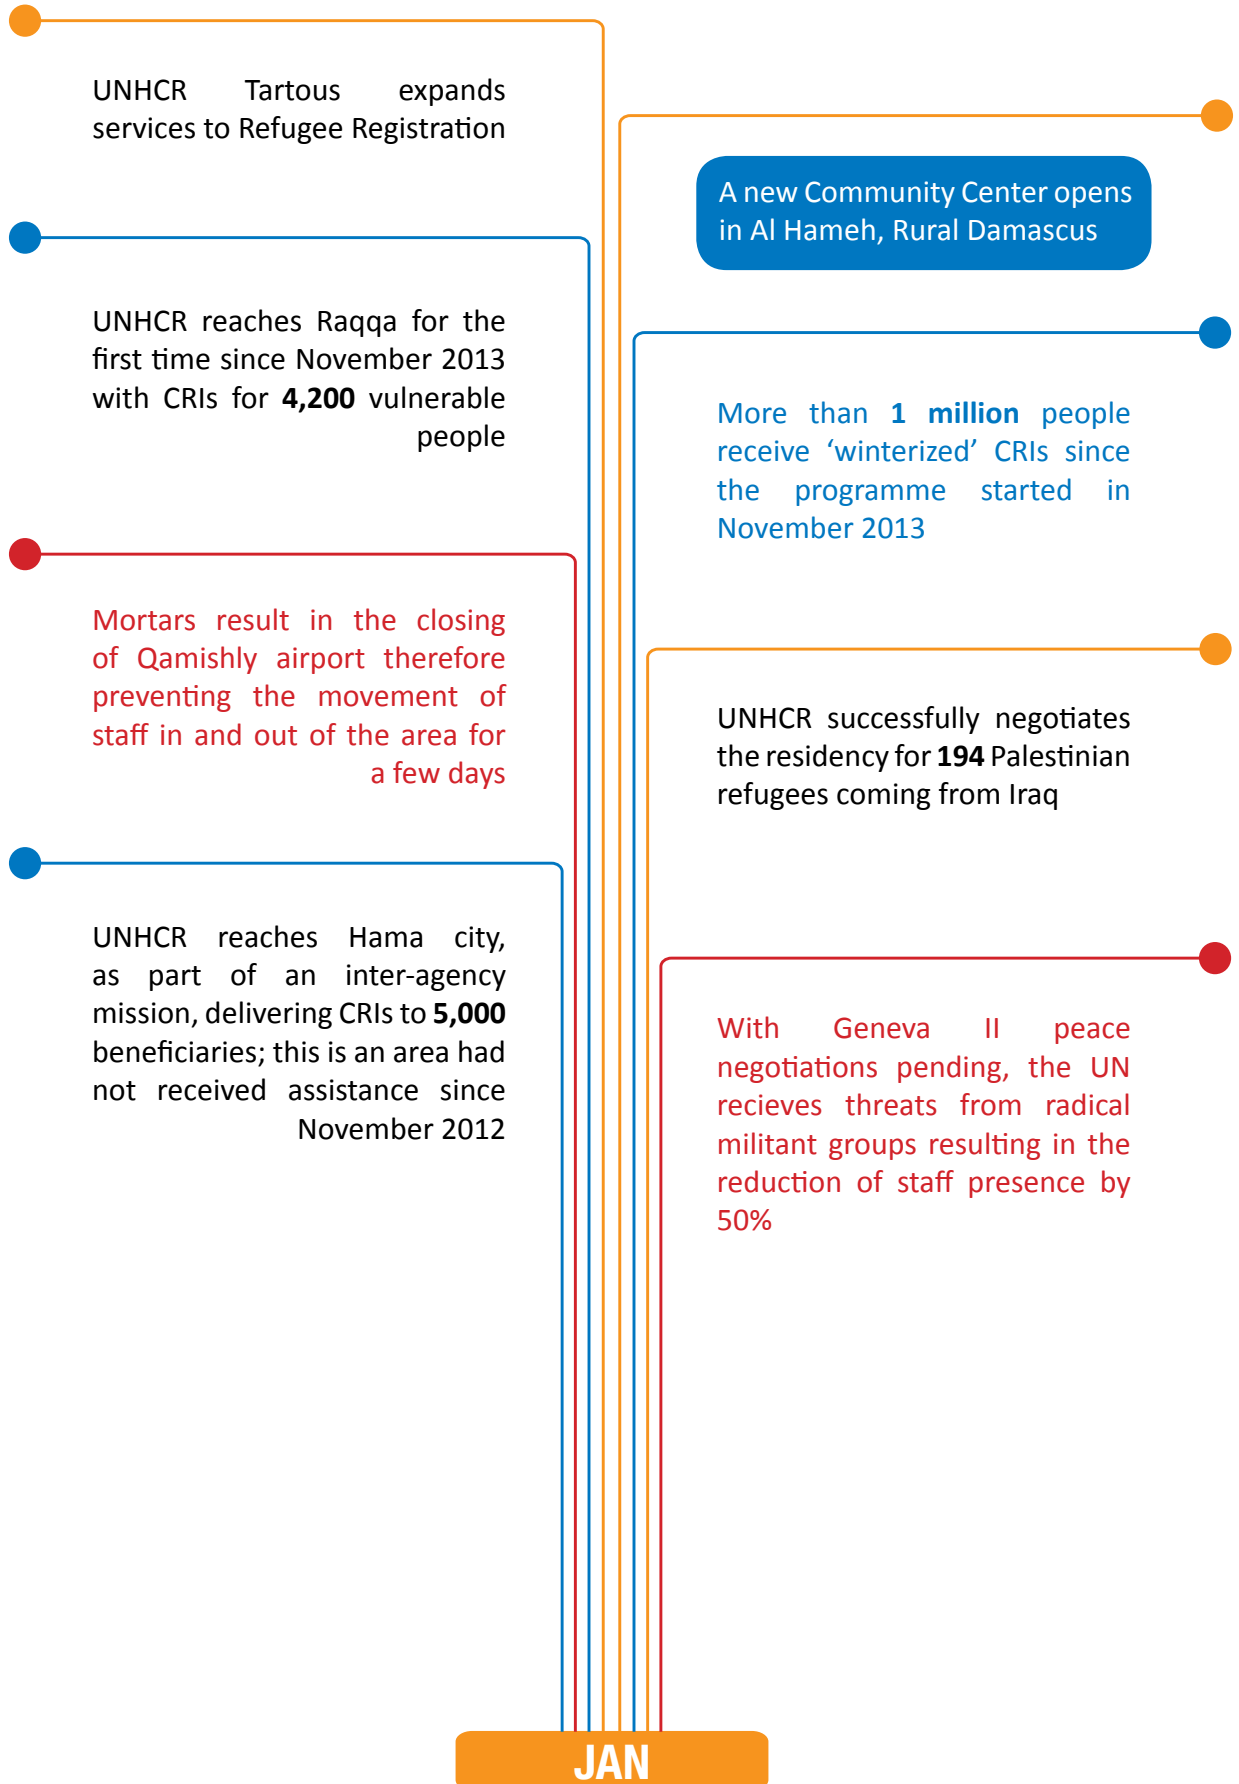 UNHCR Tartous expands
services to Refugee Registration
A new Community Center opens
in Al Hameh, Rural Damascus
UNHCR reaches Raqqa for the
first time since November 2013
with CRIs for 4,200 vulnerable
people
More than 1 million people
receive ‘winterized’ CRIs since
the programme started in
November 2013
Mortars result in the closing
of Qamishly airport therefore
preventing the movement of
staff in and out of the area for
a few days
UNHCR successfully negotiates
the residency for 194 Palestinian
refugees coming from Iraq
UNHCR reaches Hama city,
as part of an inter-agency
mission, delivering CRIs to 5,000
beneficiaries; this is an area had
not received assistance since
November 2012
With Geneva II peace
negotiations pending, the UN
recieves threats from radical
militant groups resulting in the
reduction of staff presence by
50%
JAN